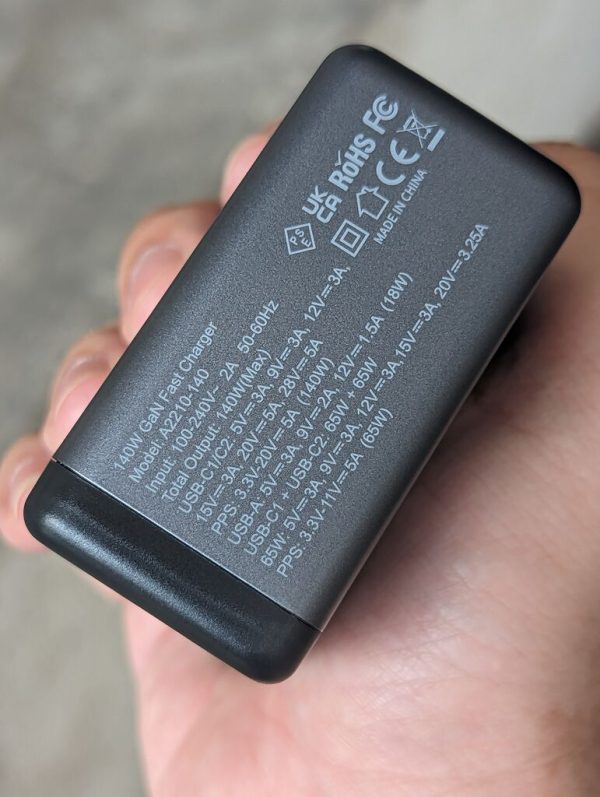 140W GaN Fast Charger
Model: A2210-140
Input: 100-240V~ 2A 50-60Hz
Total Output: 140W(Max)
USB-C1/C2: 5V⎓3A, 9V⎓3A, 12V⎓3A,
15V⎓3A, 20V⎓5A, 28V⎓5A
PPS: 3.3V-20V⎓5A (140W)
USB-A: 5V⎓3A, 9V⎓2A, 12V⎓1.5A (18W)
USB-C1 + USB-C2: 65W + 65W
65W: 5V⎓3A, 9V⎓3A, 12V⎓3A,15V⎓3A, 20V⎓3.25A
PPS: 3.3V-11V⎓5A (65W)
PSE
UK
CA
RoHS FC
CE
MADE IN CHINA